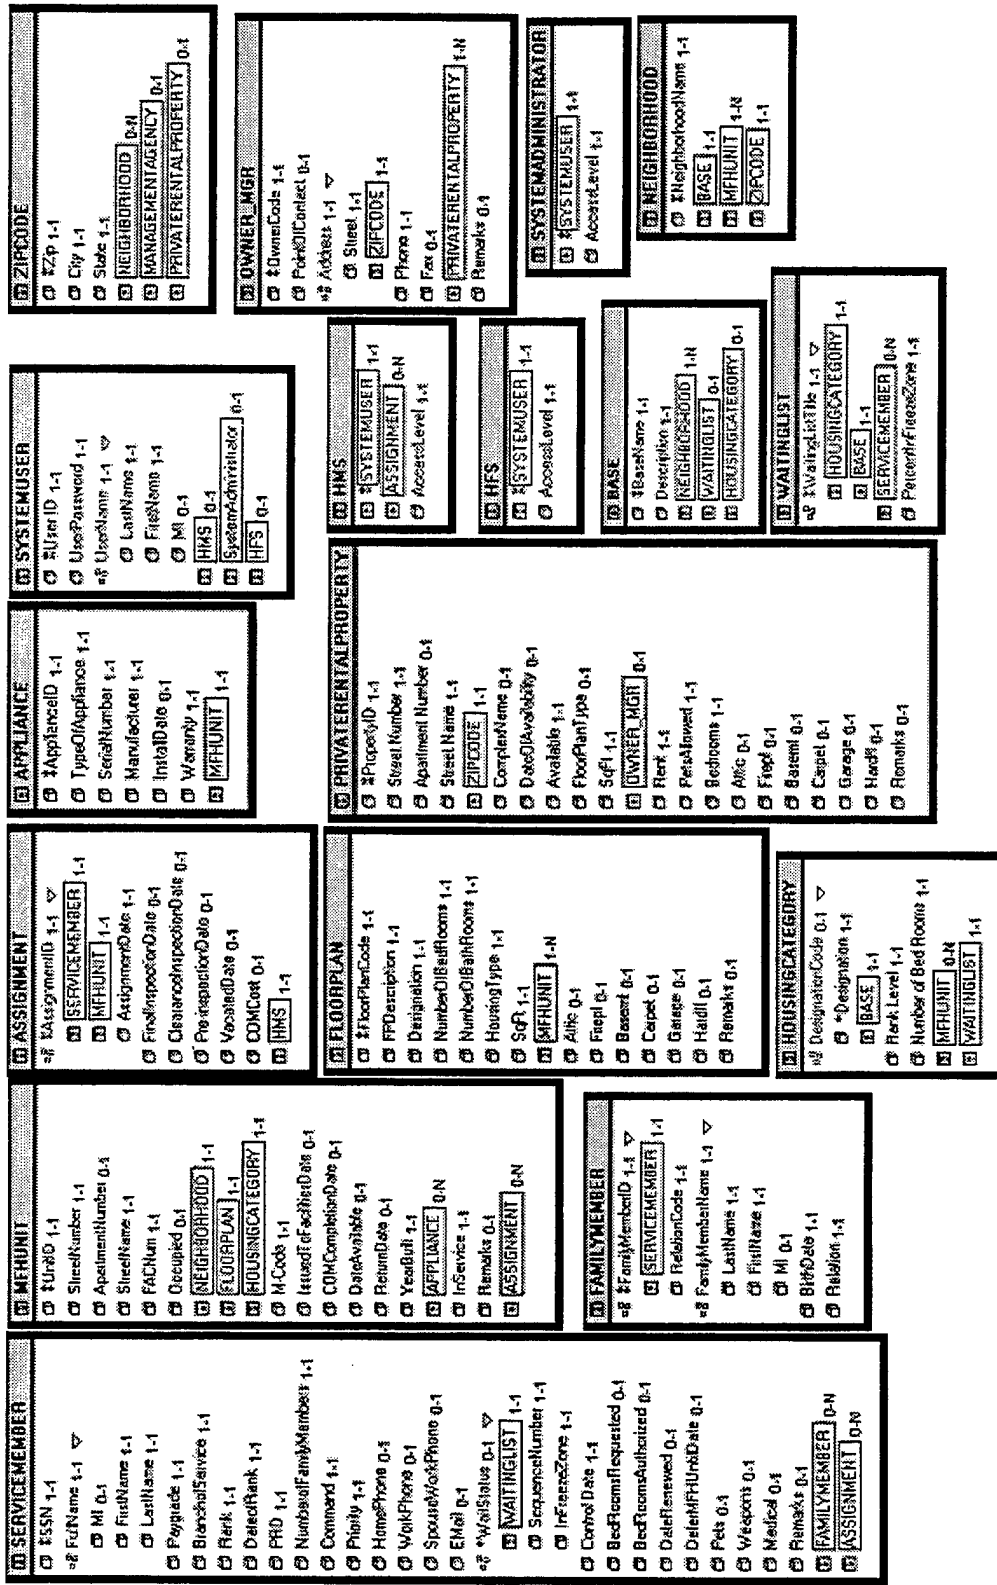 SERVICEMEMBER
‡SSN 1-1
FullName 1-1
MI 0-1
FirstName 1-1
LastName 1-1
Paygrade 1-1
BranchofService 1-1
Rank 1-1
DateofRank 1-1
PRD 1-1
NumberofFamilyMembers 1-1
Command 1-1
Priority 1-1
HomePhone 0-1
WorkPhone 0-1
SpouseWorkPhone 0-1
EMail 0-1
*WaitStatus 0-1
WAITINGLIST 1-1
SequenceNumber 1-1
InFreezeZone 1-1
Control Date 1-1
BedRoomsRequested 0-1
BedRoomsAuthorized 0-1
DateRenewed 0-1
DeferMFHUntilDate 0-1
Pets 0-1
Weapons 0-1
Medical 0-1
Remarks 0-1
FAMILYMEMBER 0-N
ASSIGNMENT 0-N
MFHUNIT
‡UnitID 1-1
StreetNumber 1-1
ApartmentNumber 0-1
StreetName 1-1
FACNum 1-1
Occupied 0-1
NEIGHBORHOOD 1-1
FLOORPLAN 1-1
HOUSINGCATEGORY 1-1
M-Code 1-1
IssuedToFacilitiesDate 0-1
COMCompletionDate 0-1
DateAvailable 0-1
ReturnDate 0-1
YearBuilt 1-1
APPLIANCE 0-N
InService 1-1
Remarks 0-1
ASSIGNMENT 0-N
FAMILYMEMBER
‡FamilyMemberID 1-1
SERVICEMEMBER 1-1
RelationCode 1-1
FamilyMemberName 1-1
LastName 1-1
FirstName 1-1
MI 0-1
BirthDate 0-1
Relation 1-1
ASSIGNMENT
‡AssignmentID 1-1
SERVICEMEMBER 1-1
MFHUNIT 1-1
AssignmentDate 1-1
FinalInspectionDate 0-1
ClearanceInspectionDate 0-1
Pre-inspectionDate 0-1
VacatedDate 0-1
COMCost 0-1
HMS 1-1
FLOORPLAN
‡FloorPlanCode 1-1
FPDescription 1-1
Designation 1-1
NumberOfBedRooms 1-1
NumberOfBathRooms 1-1
HousingType 1-1
SqFt 1-1
MFHUNIT 1-N
Attic 0-1
Firepl 0-1
Basemt 0-1
Carpet 0-1
Garage 0-1
Hardfl 0-1
Remarks 0-1
HOUSINGCATEGORY
DesignationCode 0-1
*Designation 1-1
BASE 1-1
Rank Level 1-1
Number of Bed Rooms 1-1
MFHUNIT 0-N
WAITINGLIST 1-1
APPLIANCE
‡ApplianceID 1-1
TypeOfAppliance 1-1
SerialNumber 1-1
Manufacturer 1-1
InstallDate 0-1
Warranty 1-1
MFHUNIT 1-1
SYSTEMUSER
‡User ID 1-1
UserPassword 1-1
UserName 1-1
LastName 1-1
FirstName 1-1
MI 0-1
HMS 0-1
SystemAdministrator 0-1
HFS 0-1
PRIVATERENTALPROPERTY
‡PropertyID 1-1
Street Number 1-1
Apartment Number 0-1
Street Name 1-1
ZIPCODE 1-1
ComplexName 0-1
DateOfAvailability 0-1
Available 1-1
FloorPlanType 0-1
SqFt 0-1
OWNER_MGR 0-1
Rent 1-1
PetsAllowed 1-1
Bedrooms 1-1
Attic 0-1
Firepl 0-1
Basemt 0-1
Carpet 0-1
Garage 0-1
Hardfl 0-1
Remarks 0-1
HMS
‡SYSTEMUSER 1-1
ASSIGNMENT 0-N
AccessLevel 1-1
HFS
‡SYSTEMUSER 1-1
AccessLevel 1-1
BASE
‡BaseName 1-1
Description 1-1
NEIGHBORHOOD 1-N
WAITINGLIST 0-1
HOUSINGCATEGORY 0-1
WAITINGLIST
‡WaitingListTitle 1-1
HOUSINGCATEGORY 1-1
BASE 1-1
SERVICEMEMBER 0-N
PercentInFreezeZone 1-1
ZIPCODE
‡Zip 1-1
City 1-1
State 1-1
NEIGHBORHOOD 0-N
MANAGEMENTAGENCY 0-1
PRIVATERENTALPROPERTY 0-1
OWNER_MGR
‡OwnerCode 1-1
PointOfContact 0-1
Address 1-1
Street 1-1
ZIPCODE 1-1
Phone 1-1
Fax 0-1
PRIVATERENTALPROPERTY 1-N
Remarks 0-1
SYSTEMADMINISTRATOR
‡SYSTEMUSER 1-1
AccessLevel 1-1
NEIGHBORHOOD
‡NeighborhoodName 1-1
BASE 1-1
MFHUNIT 1-N
ZIPCODE 1-1